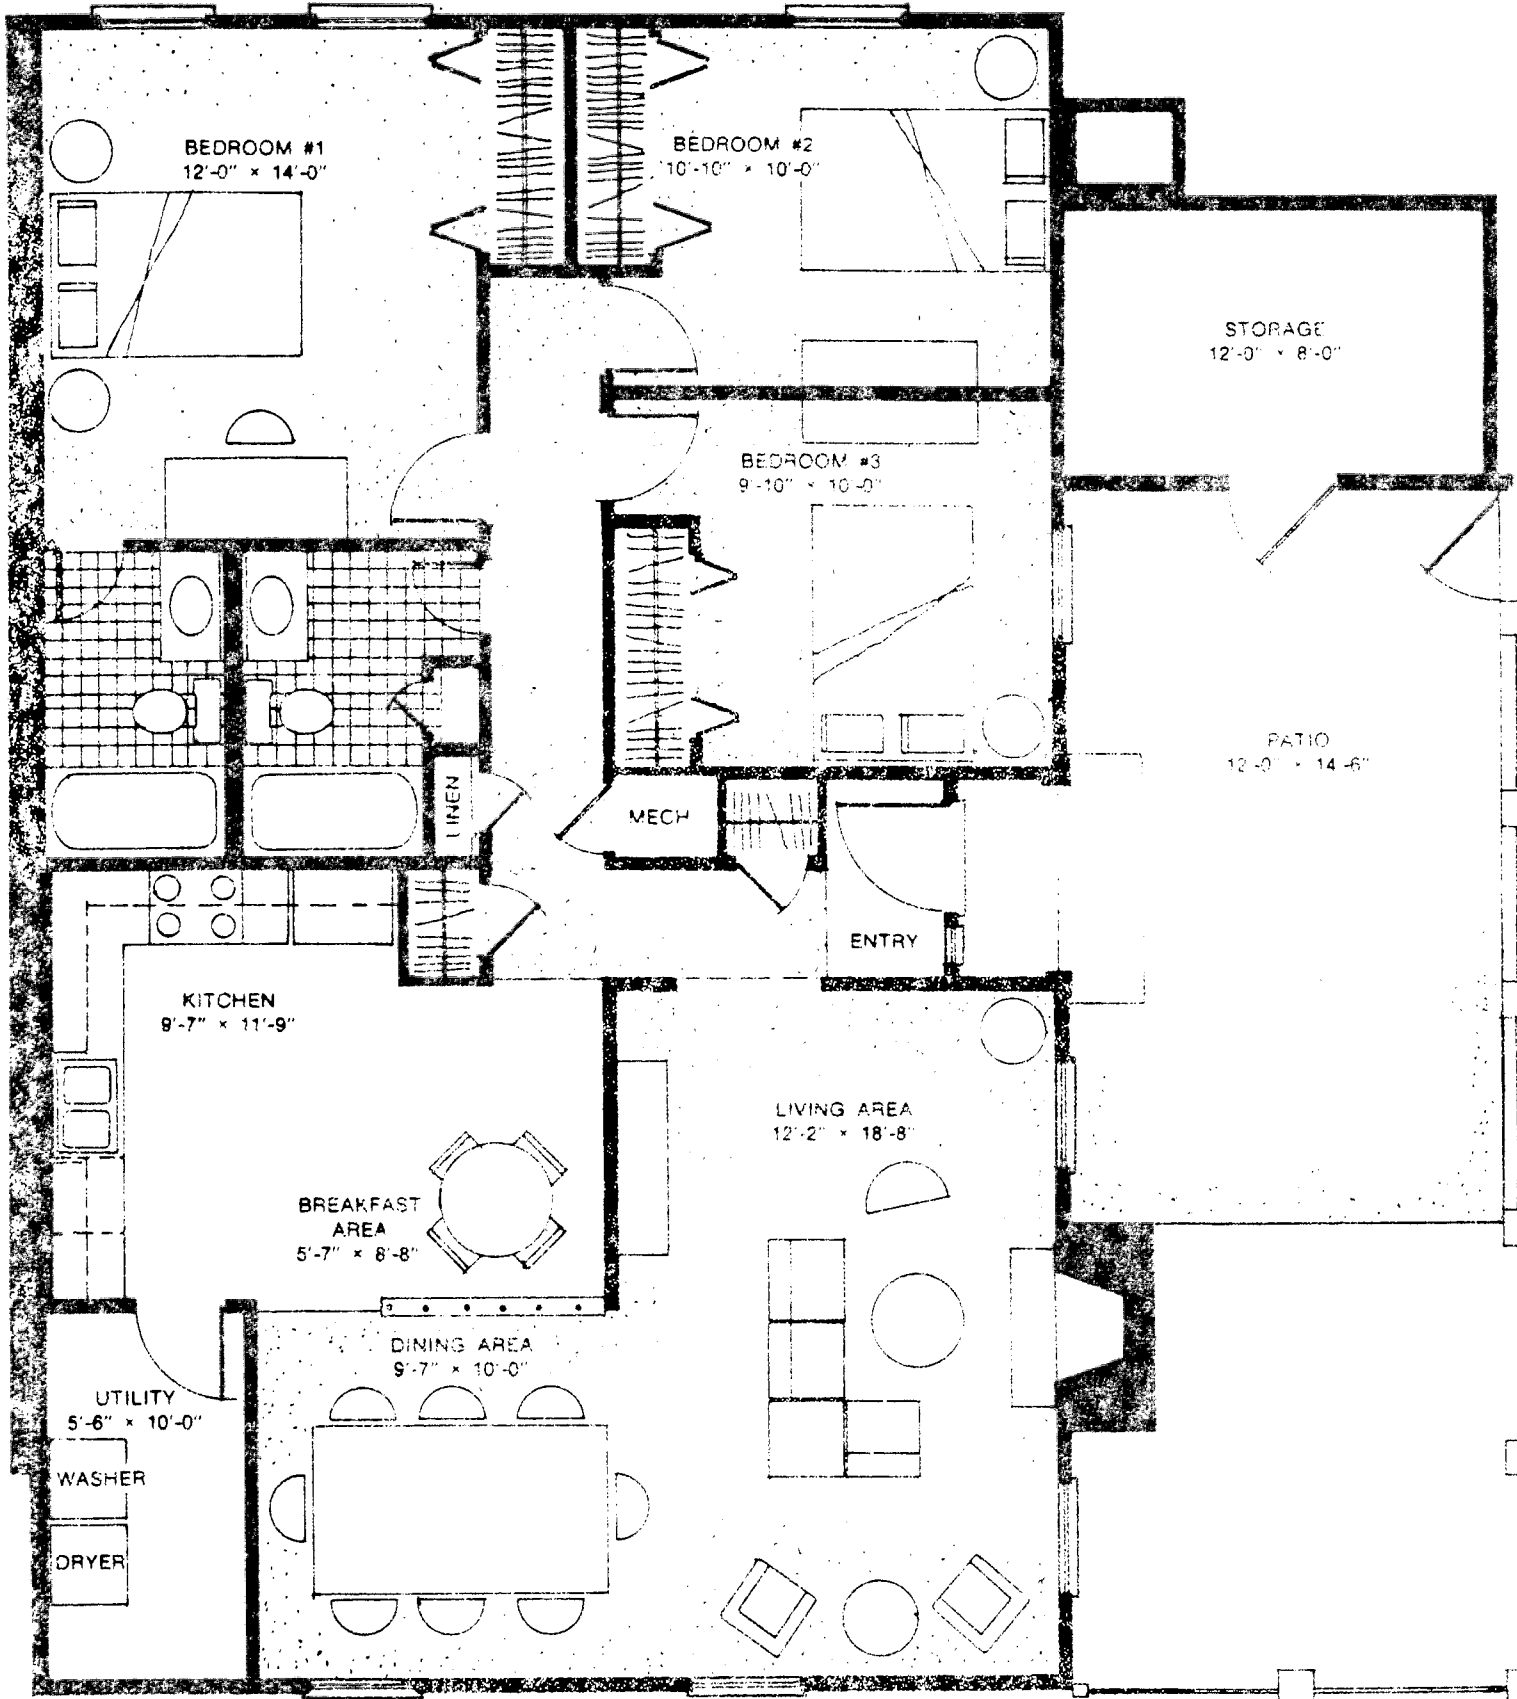 BEDROOM #1
12'-0" × 14'-0"
BEDROOM #2
10'-10" × 10'-0"
STORAGE
12'-0" × 8'-0"
BEDROOM #3
9'-10" × 10'-0"
PATIO
12'-0" × 14'-6"
LINEN
MECH
ENTRY
KITCHEN
9'-7" × 11'-9"
LIVING AREA
12'-2" × 18'-8"
BREAKFAST
AREA
5'-7" × 8'-8"
DINING AREA
9'-7" × 10'-0"
UTILITY
5'-6" × 10'-0"
WASHER
DRYER